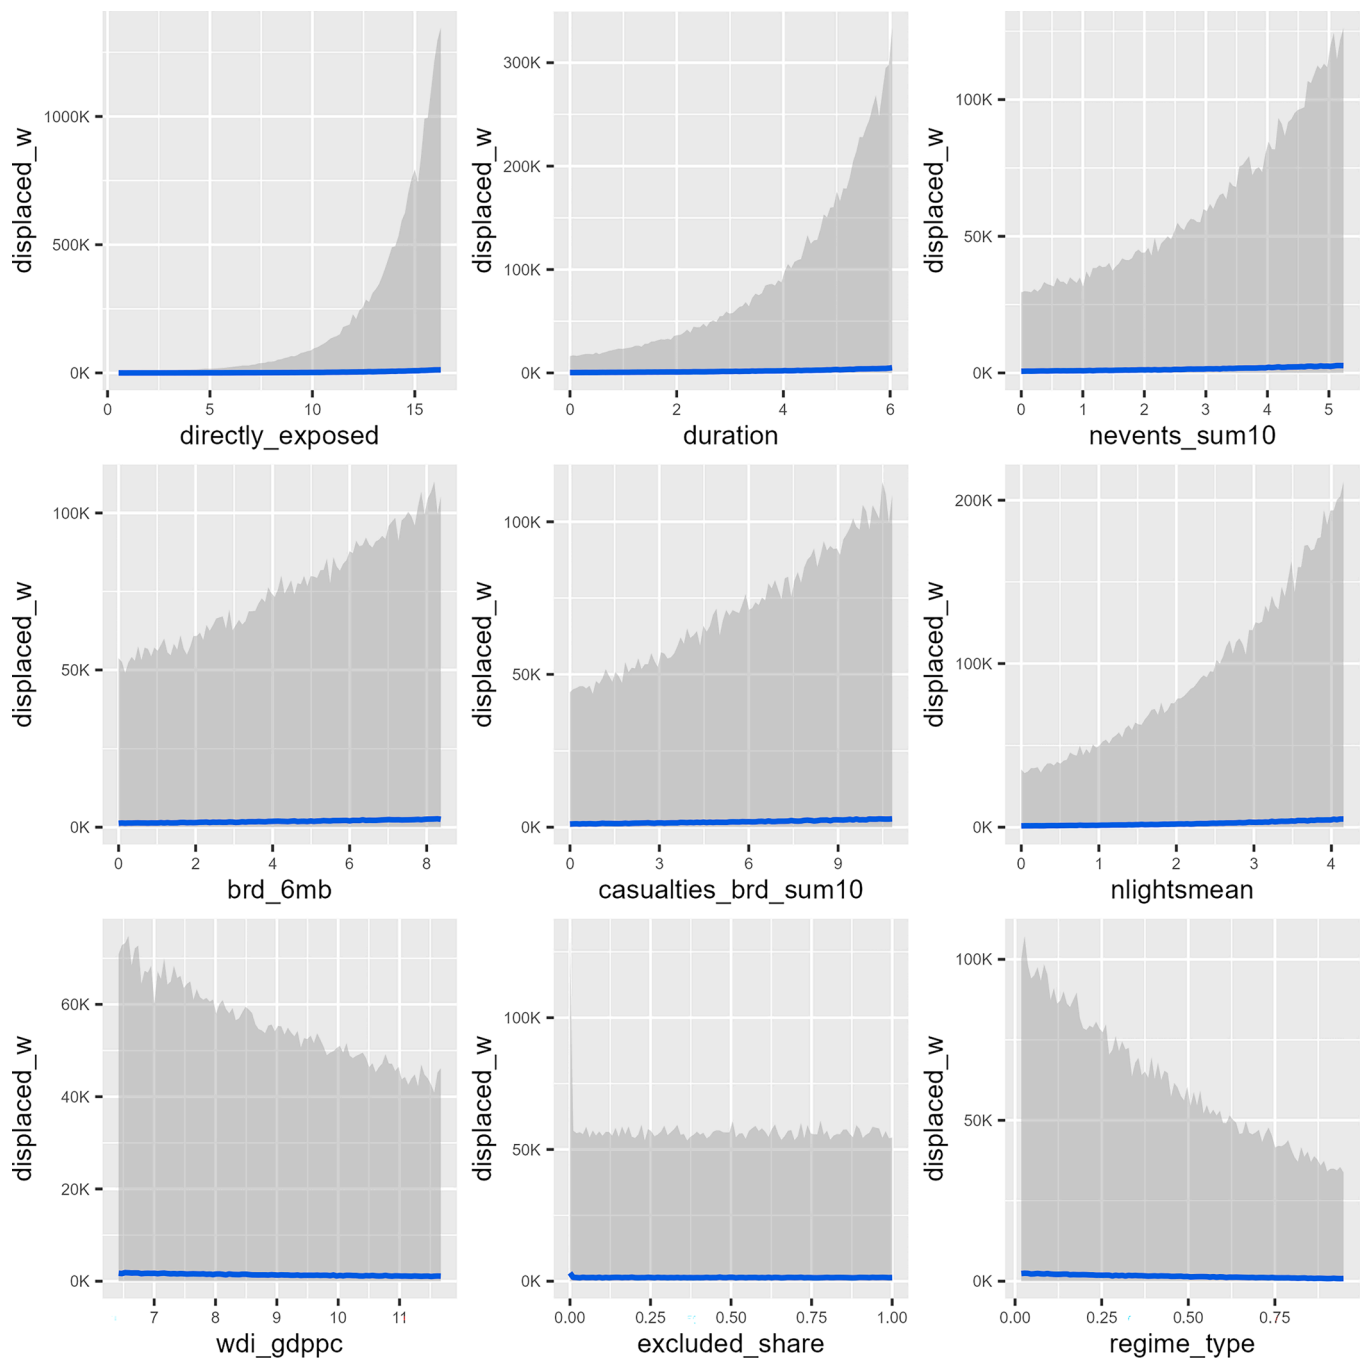 displaced_w
1000K
500K
0K
0 5 10 15
directly_exposed
displaced_w
300K
200K
100K
0K
0 2 4 6
duration
displaced_w
100K
50K
0K
0 1 2 3 4 5
nevents_sum10
displaced_w
100K
50K
0K
0 2 4 6 8
brd_6mb
displaced_w
100K
50K
0K
0 3 6 9
casualties_brd_sum10
displaced_w
200K
100K
0K
0 1 2 3 4
nlightsmean
displaced_w
60K
40K
20K
0K
7 8 9 10 11
wdi_gdppc
displaced_w
100K
50K
0K
0.00 0.25 0.50 0.75 1.00
excluded_share
displaced_w
100K
50K
0K
0.00 0.25 0.50 0.75
regime_type